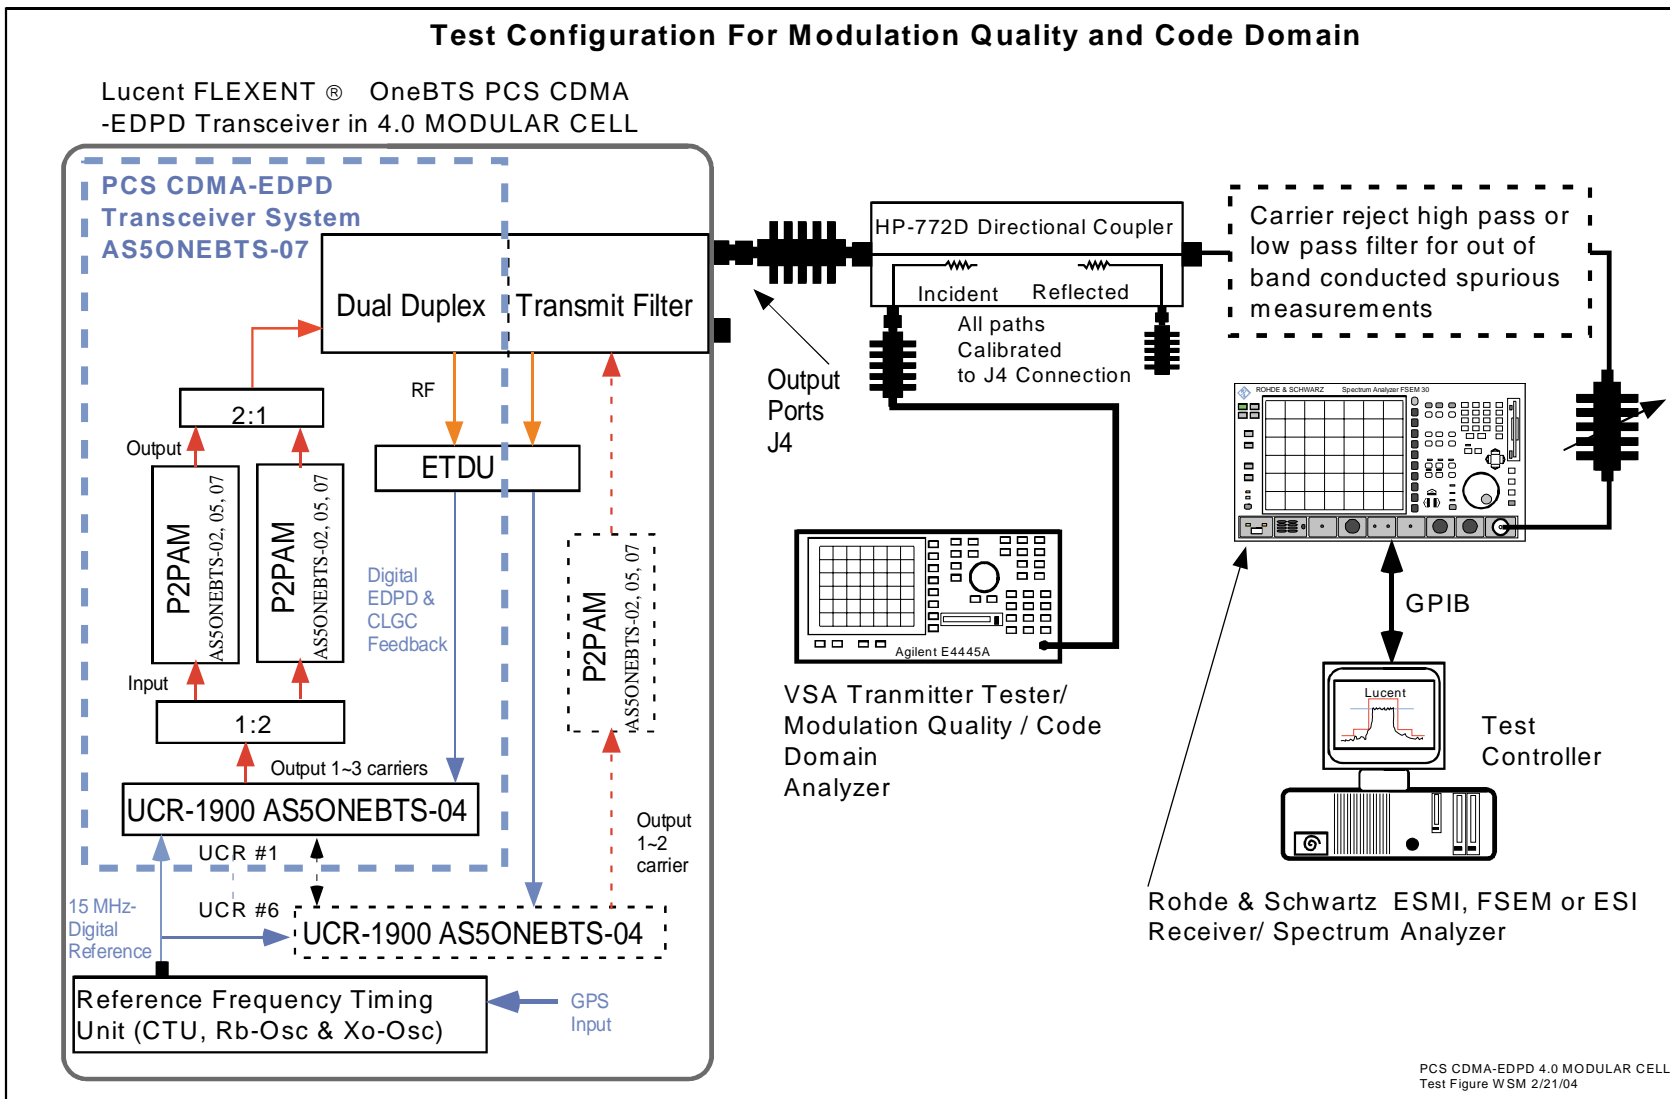 Test Configuration For Modulation Quality and Code Domain
Lucent FLEXENT ® OneBTS PCS CDMA
-EDPD Transceiver in 4.0 MODULAR CELL
PCS CDMA-EDPD
Transceiver System
AS5ONEBTS-07
Dual Duplex
Transmit Filter
RF
2:1
Output
ETDU
P2PAM
AS5ONEBTS-02, 05, 07
P2PAM
AS5ONEBTS-02, 05, 07
P2PAM
AS5ONEBTS-02, 05, 07
Digital
EDPD &
CLGC
Feedback
Input
1:2
Output 1~3 carriers
UCR-1900 AS5ONEBTS-04
Output
1~2
carrier
UCR #1
UCR #6
UCR-1900 AS5ONEBTS-04
15 MHz-
Digital
Reference
Reference Frequency Timing
Unit (CTU, Rb-Osc & Xo-Osc)
GPS
Input
Output
Ports
J4
HP-772D Directional Coupler
Incident
Reflected
All paths
Calibrated
to J4 Connection
Carrier reject high pass or
low pass filter for out of
band conducted spurious
measurements
ROHDE & SCHWARZ
Spectrum Analyzer FSEM 30
Agilent E4445A
VSA Tranmitter Tester/
Modulation Quality / Code
Domain
Analyzer
GPIB
Lucent
Test
Controller
Rohde & Schwartz ESMI, FSEM or ESI
Receiver/ Spectrum Analyzer
PCS CDMA-EDPD 4.0 MODULAR CELL
Test Figure WSM 2/21/04